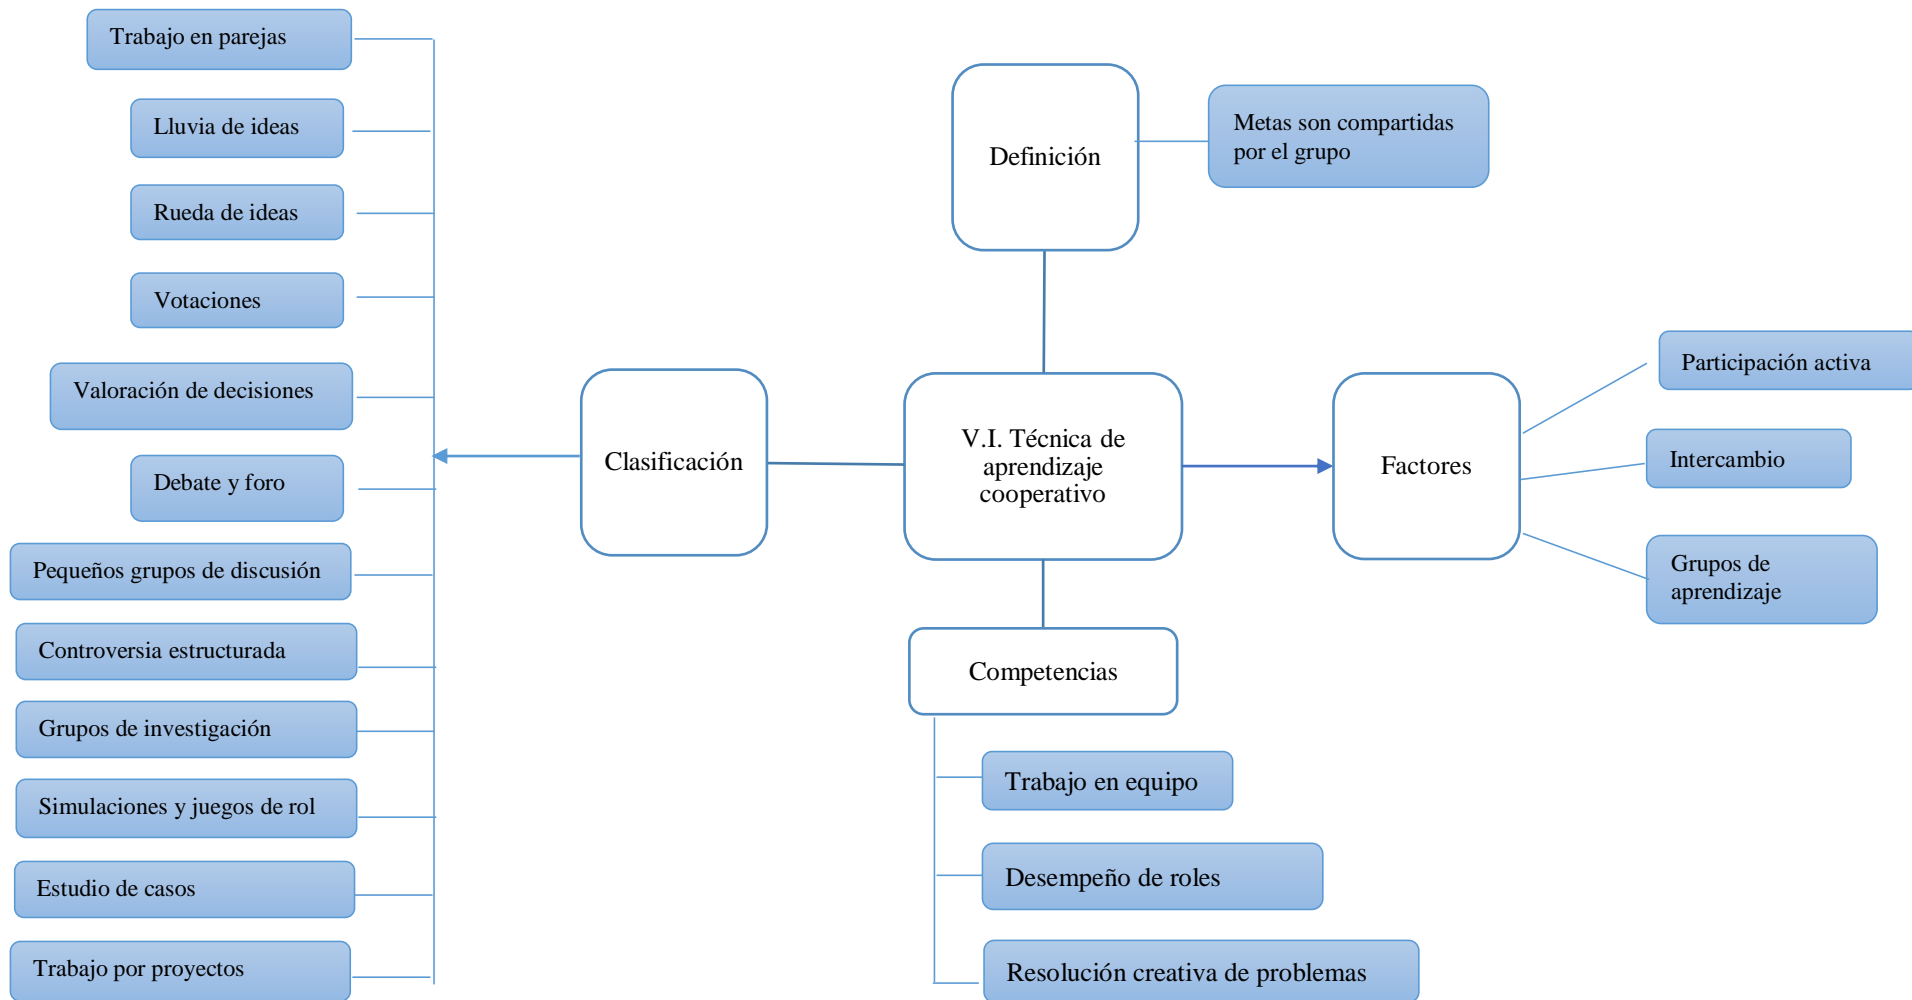 Trabajo en parejas
Lluvia de ideas
Rueda de ideas
Votaciones
Valoración de decisiones
Debate y foro
Pequeños grupos de discusión
Controversia estructurada
Grupos de investigación
Simulaciones y juegos de rol
Estudio de casos
Trabajo por proyectos
Clasificación
Definición
Metas son compartidas
por el grupo
V.I. Técnica de
aprendizaje
cooperativo
Competencias
Trabajo en equipo
Desempeño de roles
Resolución creativa de problemas
Factores
Participación activa
Intercambio
Grupos de
aprendizaje